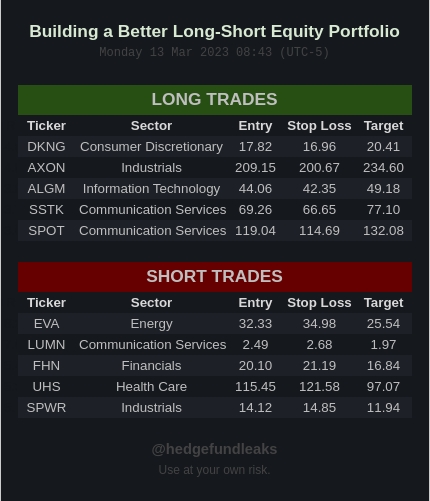 Building a Better Long-Short Equity Portfolio
Monday 13 Mar 2023 08:43 (UTC-5)
LONG TRADES
Ticker Sector Entry Stop Loss Target
DKNG Consumer Discretionary 17.82 16.96 20.41
AXON Industrials 209.15 200.67 234.60
ALGM Information Technology 44.06 42.35 49.18
SSTK Communication Services 69.26 66.65 77.10
SPOT Communication Services 119.04 114.69 132.08
SHORT TRADES
Ticker Sector Entry Stop Loss Target
EVA Energy 32.33 34.98 25.54
LUMN Communication Services 2.49 2.68 1.97
FHN Financials 20.10 21.19 16.84
UHS Health Care 115.45 121.58 97.07
SPWR Industrials 14.12 14.85 11.94
@hedgefundleaks
Use at your own risk.